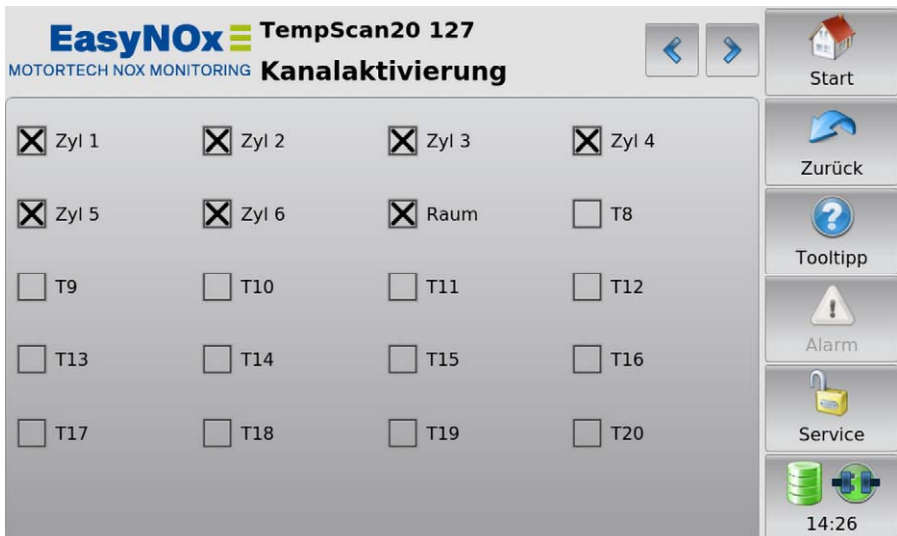 EasyNOx
MOTORTECH NOX MONITORING
TempScan20 127
Kanalaktivierung
Zyl 1 Zyl 2 Zyl 3 Zyl 4
Zyl 5 Zyl 6 Raum T8
T9 T10 T11 T12
T13 T14 T15 T16
T17 T18 T19 T20
Start
Zurück
Tooltipp
Alarm
Service
14:26